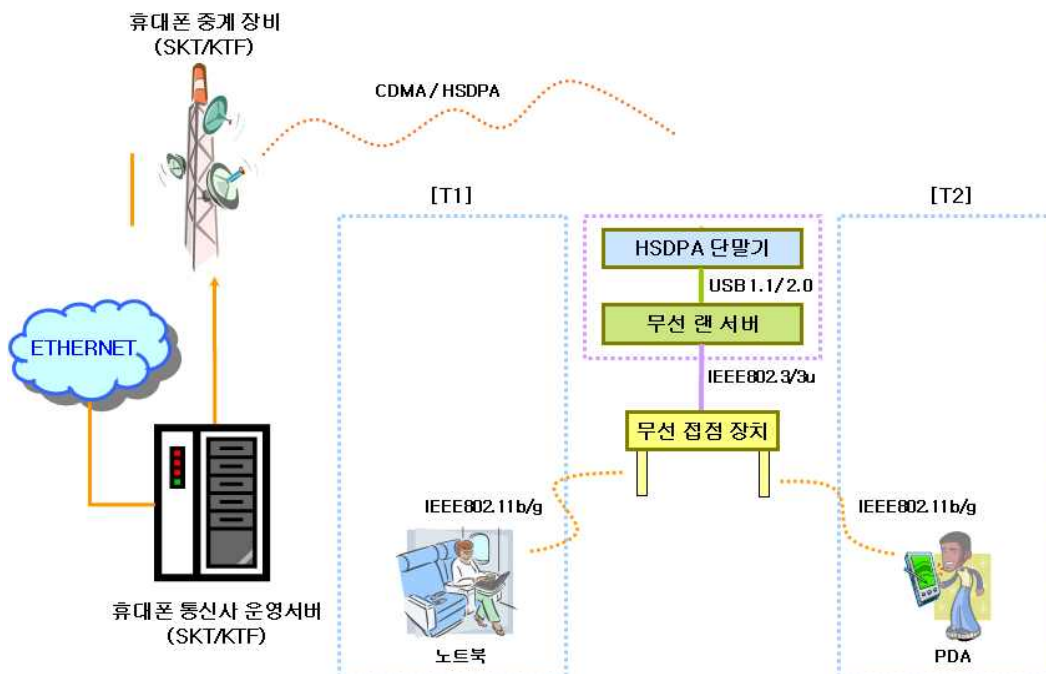 휴대폰 중계 장비
(SKT/KTF)
CDMA / HSDPA
[T1]
[T2]
HSDPA 단말기
USB 1.1/ 2.0
무선 랜 서버
ETHERNET
IEEE802.3/3u
무선 접점 장치
IEEE802.11b/g
IEEE802.11b/g
휴대폰 통신사 운영서버
(SKT/KTF)
노트북
PDA